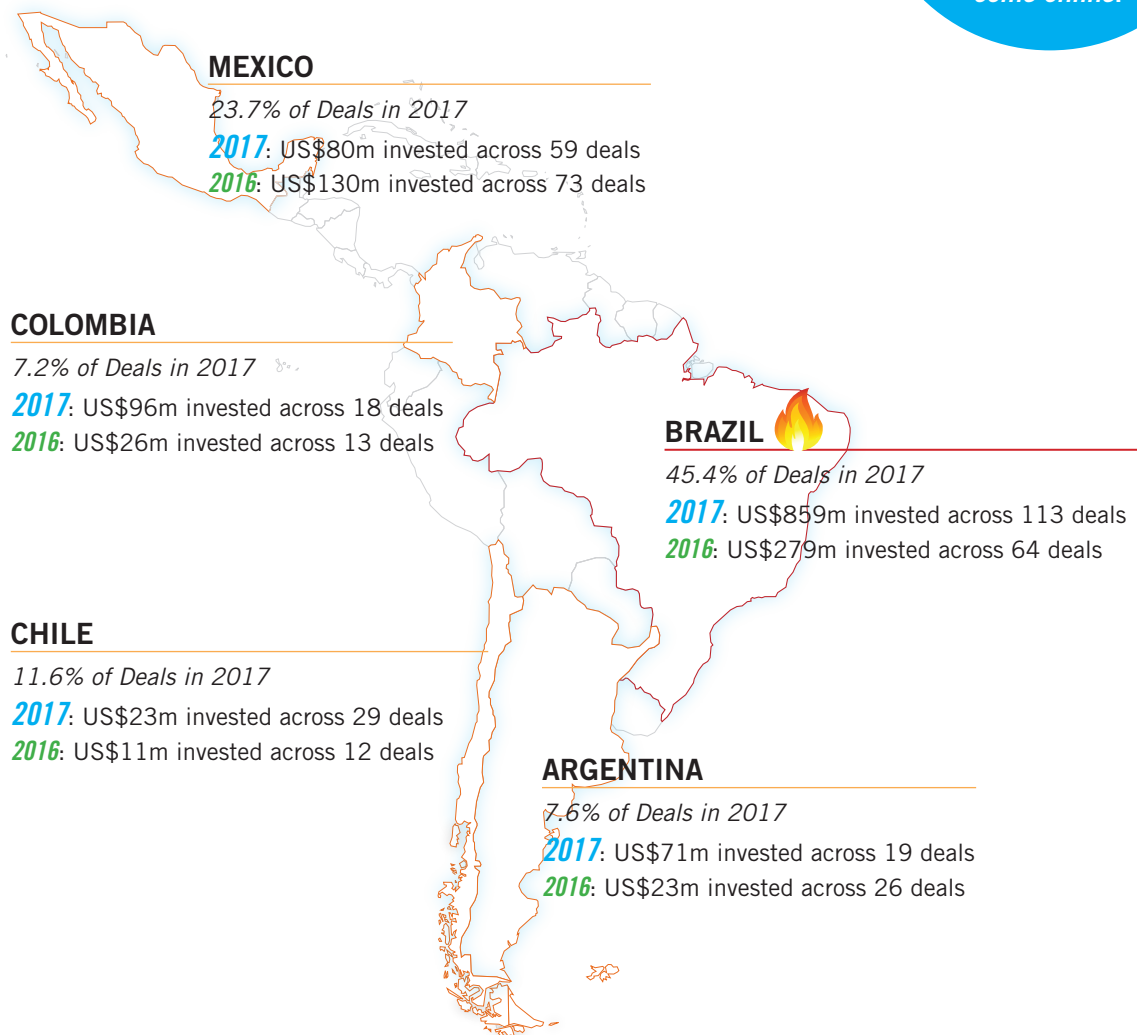 MEXICO
23.7% of Deals in 2017
2017: US$80m invested across 59 deals
2016: US$130m invested across 73 deals
COLOMBIA
7.2% of Deals in 2017
2017: US$96m invested across 18 deals
2016: US$26m invested across 13 deals
BRAZIL
45.4% of Deals in 2017
2017: US$859m invested across 113 deals
2016: US$279m invested across 64 deals
CHILE
11.6% of Deals in 2017
2017: US$23m invested across 29 deals
2016: US$11m invested across 12 deals
ARGENTINA
7.6% of Deals in 2017
2017: US$71m invested across 19 deals
2016: US$23m invested across 26 deals